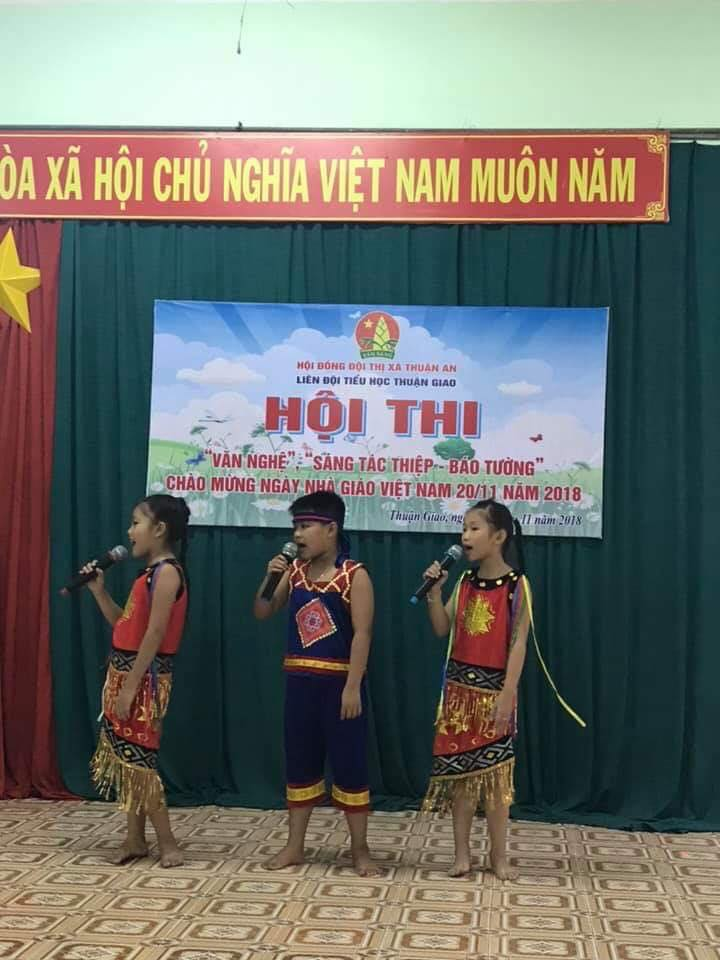 ÒA XÃ HỘI CHỦ NGHĨA VIỆT NAM MUÔN NĂM
SẴN SÀNG
HỘI ĐỒNG ĐỘI THỊ XÃ THUẬN AN
LIÊN ĐỘI TIỂU HỌC THUẬN GIAO
HỘI THI
"VĂN NGHỆ", "SÁNG TÁC THIỆP - BÁO TƯỜNG"
CHÀO MỪNG NGÀY NHÀ GIÁO VIỆT NAM 20/11 NĂM 2018
Thuận Giao, ng 11 năm 2018